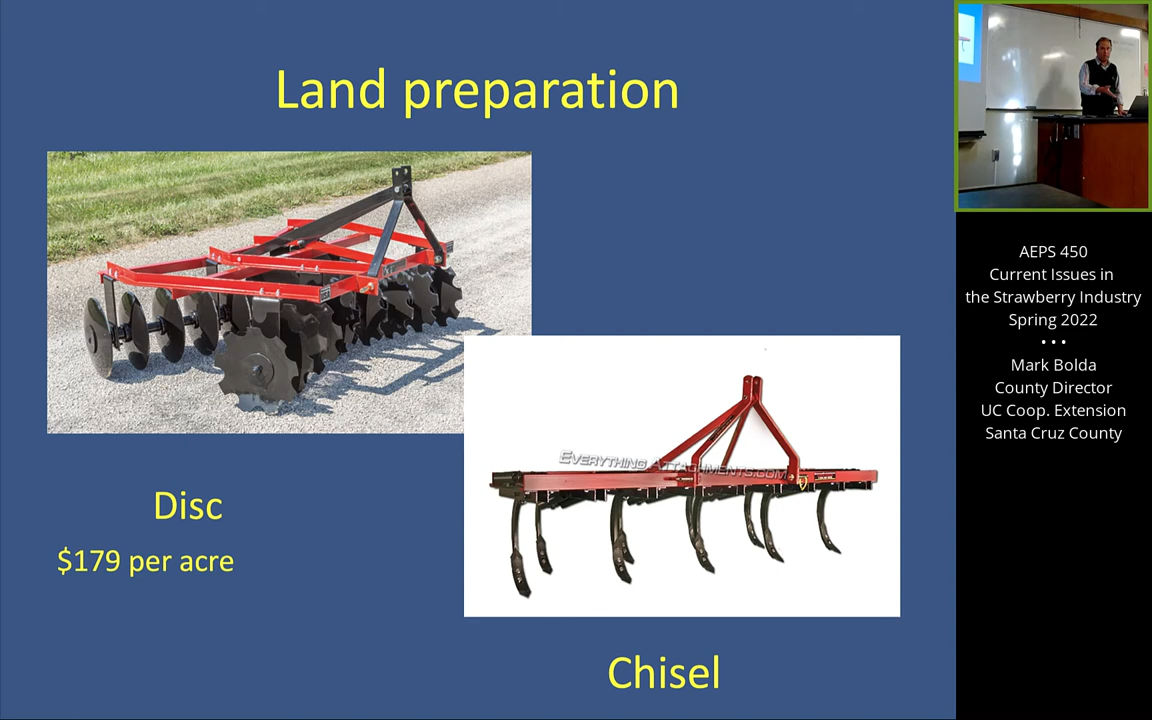 Land preparation
EVERYTHING ATTACHMENTS.COM
Disc
$179 per acre
Chisel
AEPS 450
Current Issues in
the Strawberry Industry
Spring 2022
• • •
Mark Bolda
County Director
UC Coop. Extension
Santa Cruz County